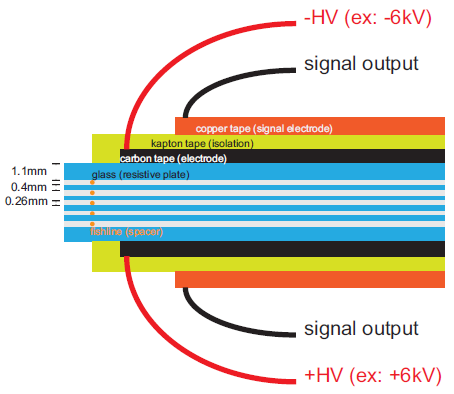 -HV (ex: -6kV)
signal output
copper tape (signal electrode)
kapton tape (isolation)
carbon tape (electrode)
1.1mm
glass (resistive plate)
0.4mm
0.26mm
fishline (spacer)
signal output
+HV (ex: +6kV)